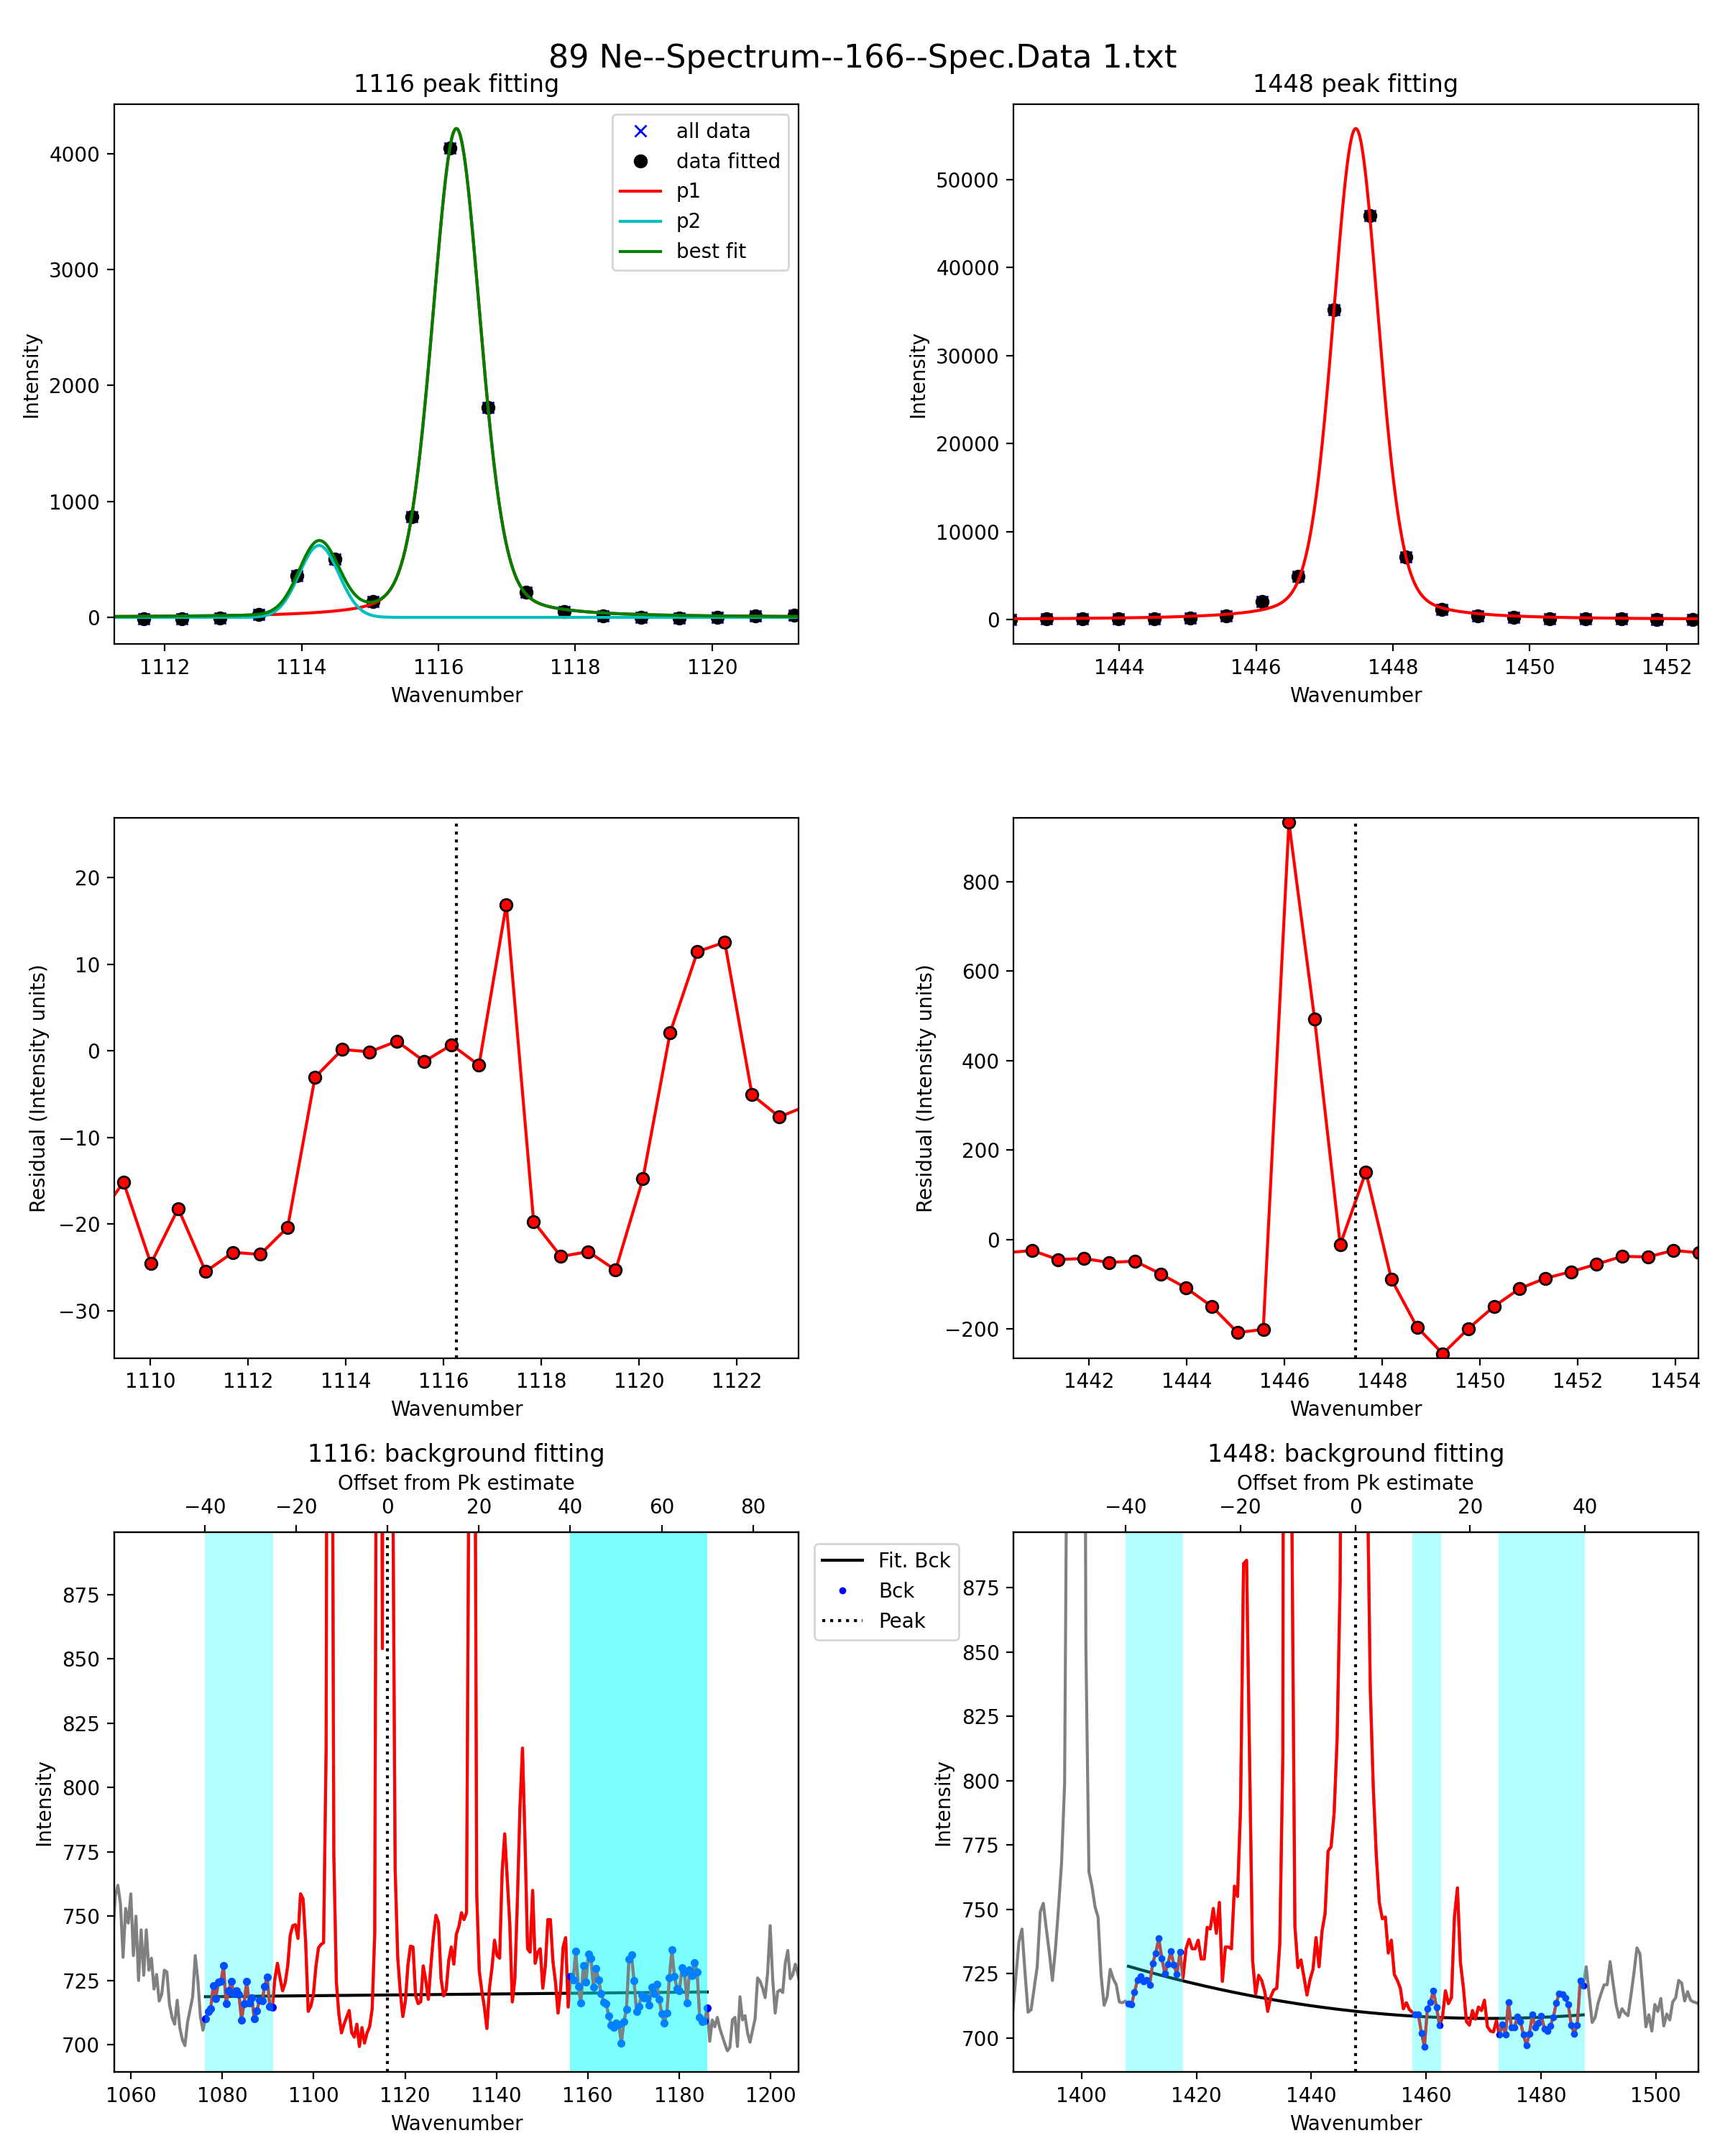 89 Ne--Spectrum--166--Spec.Data 1.txt
1116 peak fitting
4000
3000
2000
1000
0
Intensity
1112 1114 1116 1118 1120
Wavenumber
all data
data fitted
p1
p2
best fit
1448 peak fitting
50000
40000
30000
20000
10000
0
Intensity
1444 1446 1448 1450 1452
Wavenumber
20
10
0
−10
−20
−30
Residual (Intensity units)
1110 1112 1114 1116 1118 1120 1122
Wavenumber
800
600
400
200
0
−200
Residual (Intensity units)
1442 1444 1446 1448 1450 1452 1454
Wavenumber
1116: background fitting
Offset from Pk estimate
−40 −20 0 20 40 60 80
875
850
825
800
775
750
725
700
Intensity
1060 1080 1100 1120 1140 1160 1180 1200
Wavenumber
Fit. Bck
Bck
Peak
1448: background fitting
Offset from Pk estimate
−40 −20 0 20 40
875
850
825
800
775
750
725
700
Intensity
1400 1420 1440 1460 1480 1500
Wavenumber